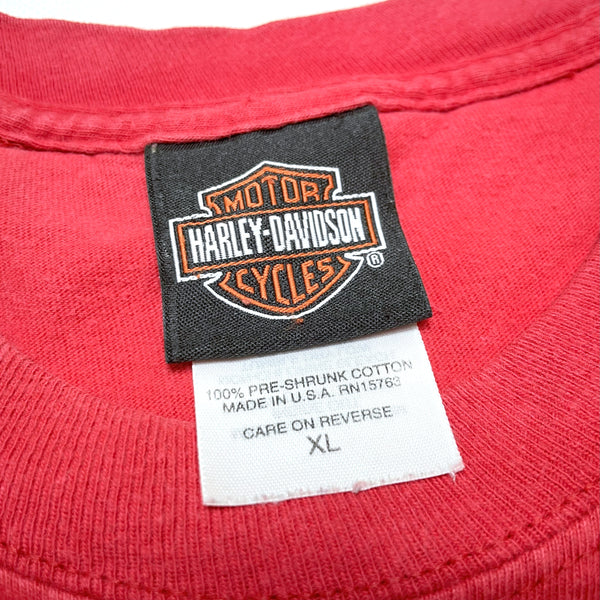 MOTOR
HARLEY-DAVIDSON
CYCLES
®
100% PRE-SHRUNK COTTON
MADE IN U.S.A. RN15763
CARE ON REVERSE
XL